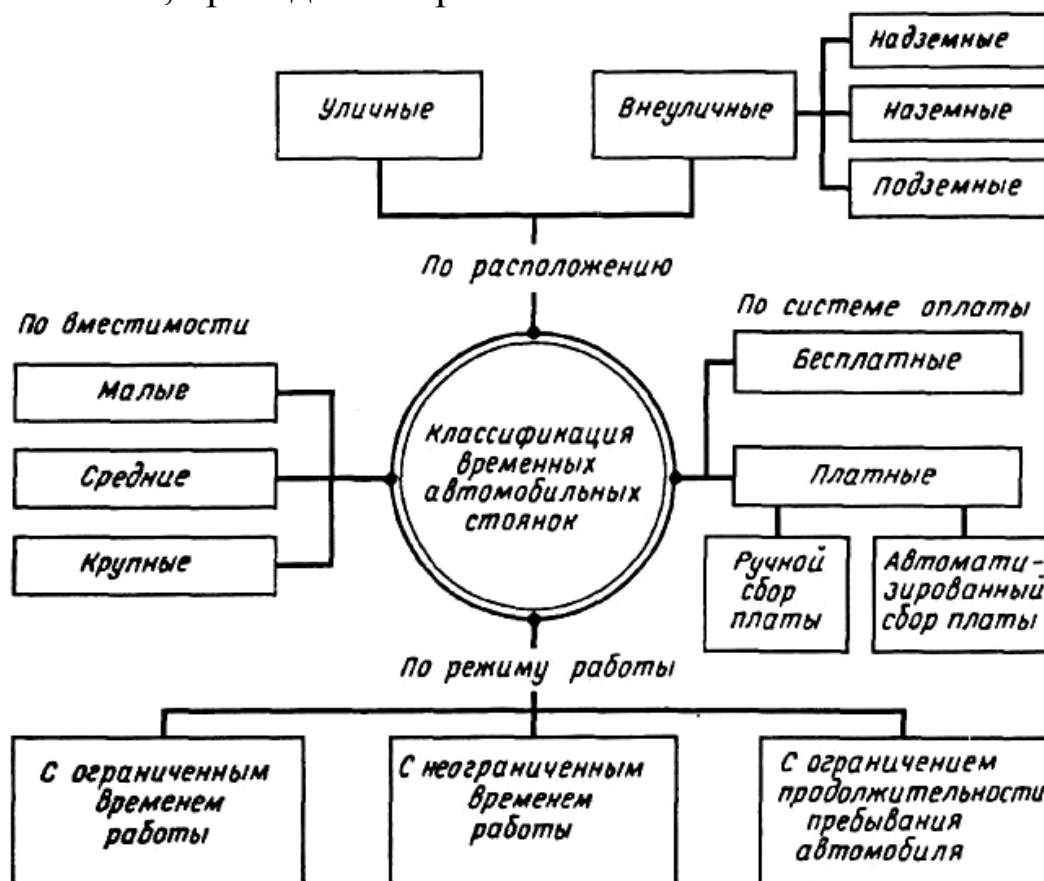 Надземные
Уличные
Внеуличные
Наземные
Подземные
По расположению
По вместимости
По системе оплаты
Малые
Бесплатные
Классификация
временных
автомобильных
стоянок
Средние
Платные
Крупные
Ручной
сбор
платы
Автомати-
зированный
сбор платы
По режиму работы
С ограниченным
временем
работы
С неограниченным
временем
работы
С ограничением
продолжительности
пребывания
автомобиля